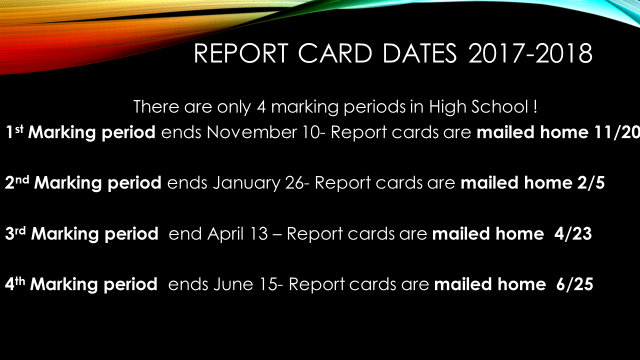 REPORT CARD DATES 2017-2018
There are only 4 marking periods in High School !
1st Marking period ends November 10- Report cards are mailed home 11/20
2nd Marking period ends January 26- Report cards are mailed home 2/5
3rd Marking period end April 13 – Report cards are mailed home 4/23
4th Marking period ends June 15- Report cards are mailed home 6/25